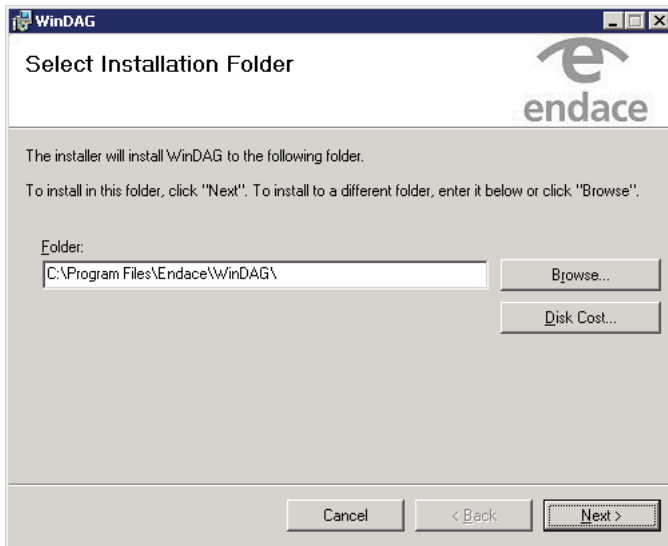 WinDAG
Select Installation Folder
e
endace
The installer will install WinDAG to the following folder.
To install in this folder, click "Next". To install to a different folder, enter it below or click "Browse".
Folder:
C:\Program Files\Endace\WinDAG\
Browse...
Disk Cost...
Cancel
< Back
Next >